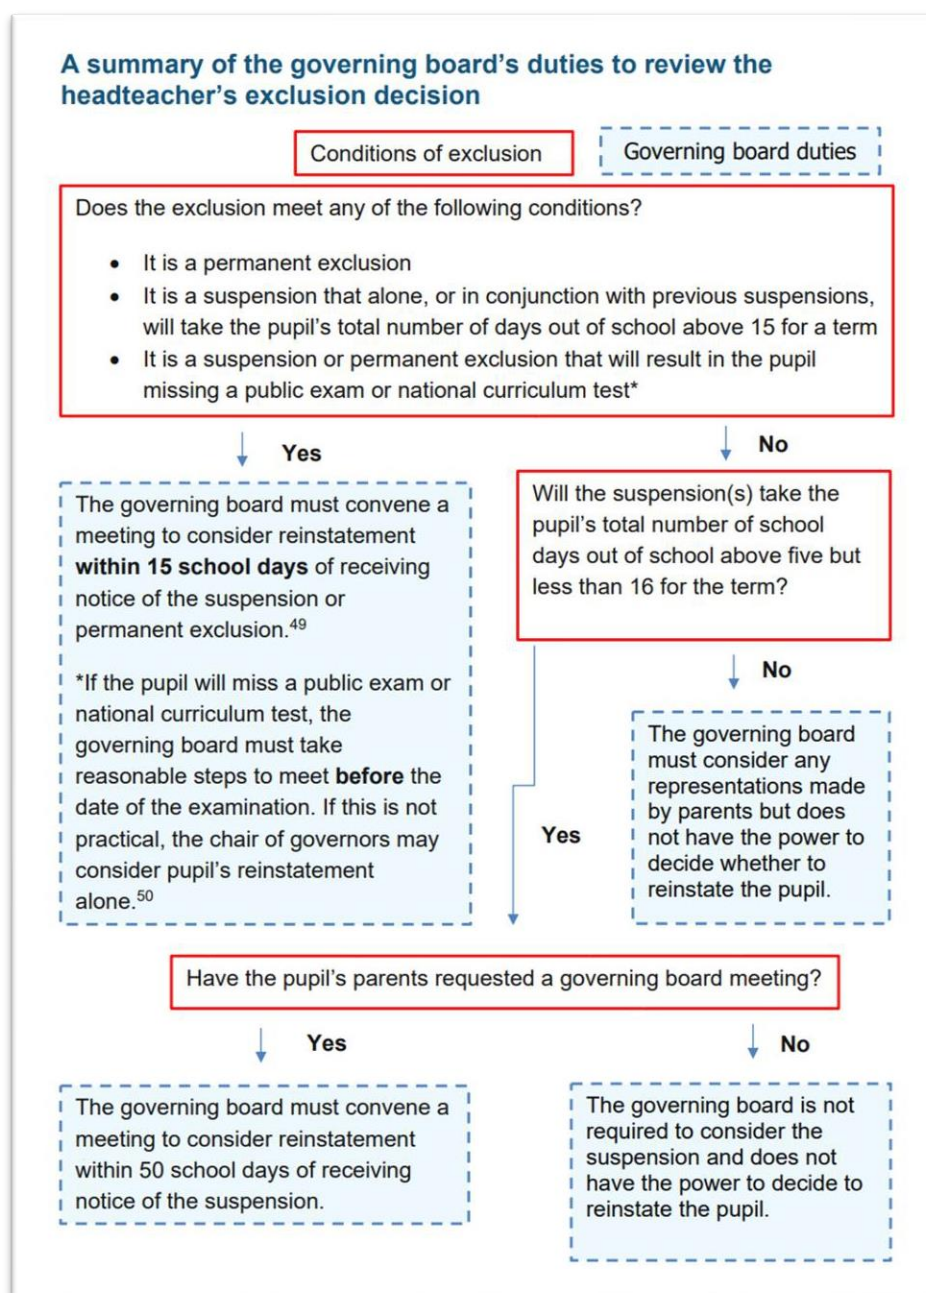 A summary of the governing board's duties to review the
headteacher's exclusion decision
Conditions of exclusion
Governing board duties
Does the exclusion meet any of the following conditions?
• It is a permanent exclusion
• It is a suspension that alone, or in conjunction with previous suspensions,
will take the pupil's total number of days out of school above 15 for a term
• It is a suspension or permanent exclusion that will result in the pupil
missing a public exam or national curriculum test*
Yes
No
The governing board must convene a
meeting to consider reinstatement
within 15 school days of receiving
notice of the suspension or
permanent exclusion.49
*If the pupil will miss a public exam or
national curriculum test, the
governing board must take
reasonable steps to meet before the
date of the examination. If this is not
practical, the chair of governors may
consider pupil's reinstatement
alone.50
Will the suspension(s) take the
pupil's total number of school
days out of school above five but
less than 16 for the term?
No
Yes
The governing board
must consider any
representations made
by parents but does
not have the power to
decide whether to
reinstate the pupil.
Have the pupil's parents requested a governing board meeting?
Yes
No
The governing board must convene a
meeting to consider reinstatement
within 50 school days of receiving
notice of the suspension.
The governing board is not
required to consider the
suspension and does not
have the power to decide to
reinstate the pupil.